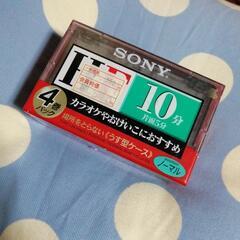 SONY
HF
10分
片面5分
4巻
パック
カラオケやおけいこにおすすめ
場所をとらない《うす型ケース》
ノーマル